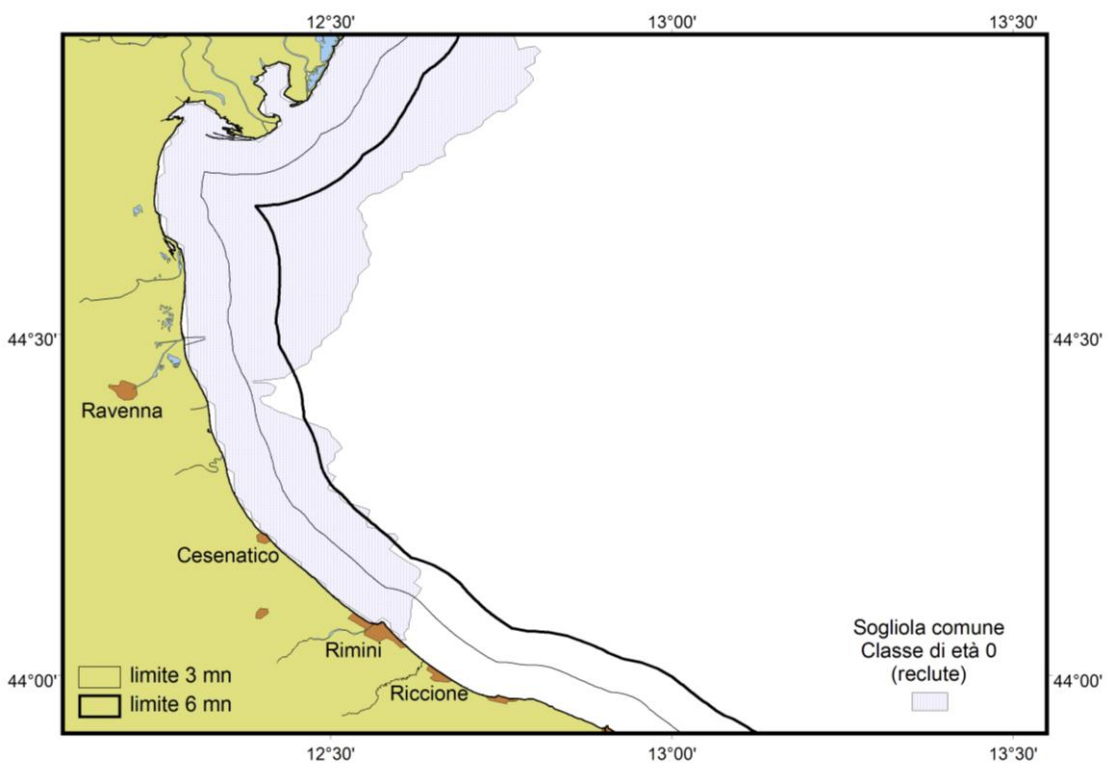 12°30'
13°00'
13°30'
44°30'
44°30'
Ravenna
Cesenatico
Sogliola comune
Classe di età 0
(reclute)
Rimini
limite 3 mn
44°00'
44°00'
Riccione
limite 6 mn
12°30'
13°00'
13°30'